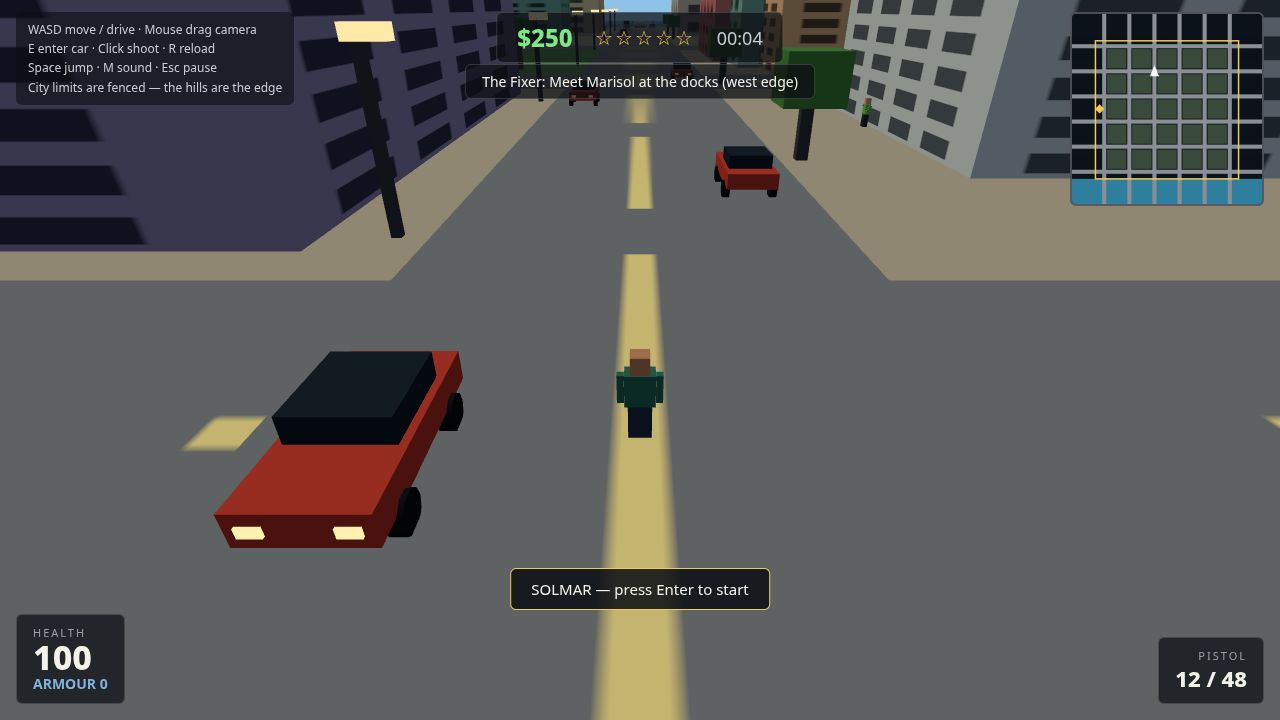 WASD move / drive · Mouse drag camera
E enter car · Click shoot · R reload
Space jump · M sound · Esc pause
City limits are fenced — the hills are the edge
$250 ☆☆☆☆☆ 00:04
The Fixer: Meet Marisol at the docks (west edge)
SOLMAR — press Enter to start
HEALTH
100
ARMOUR 0
PISTOL
12 / 48